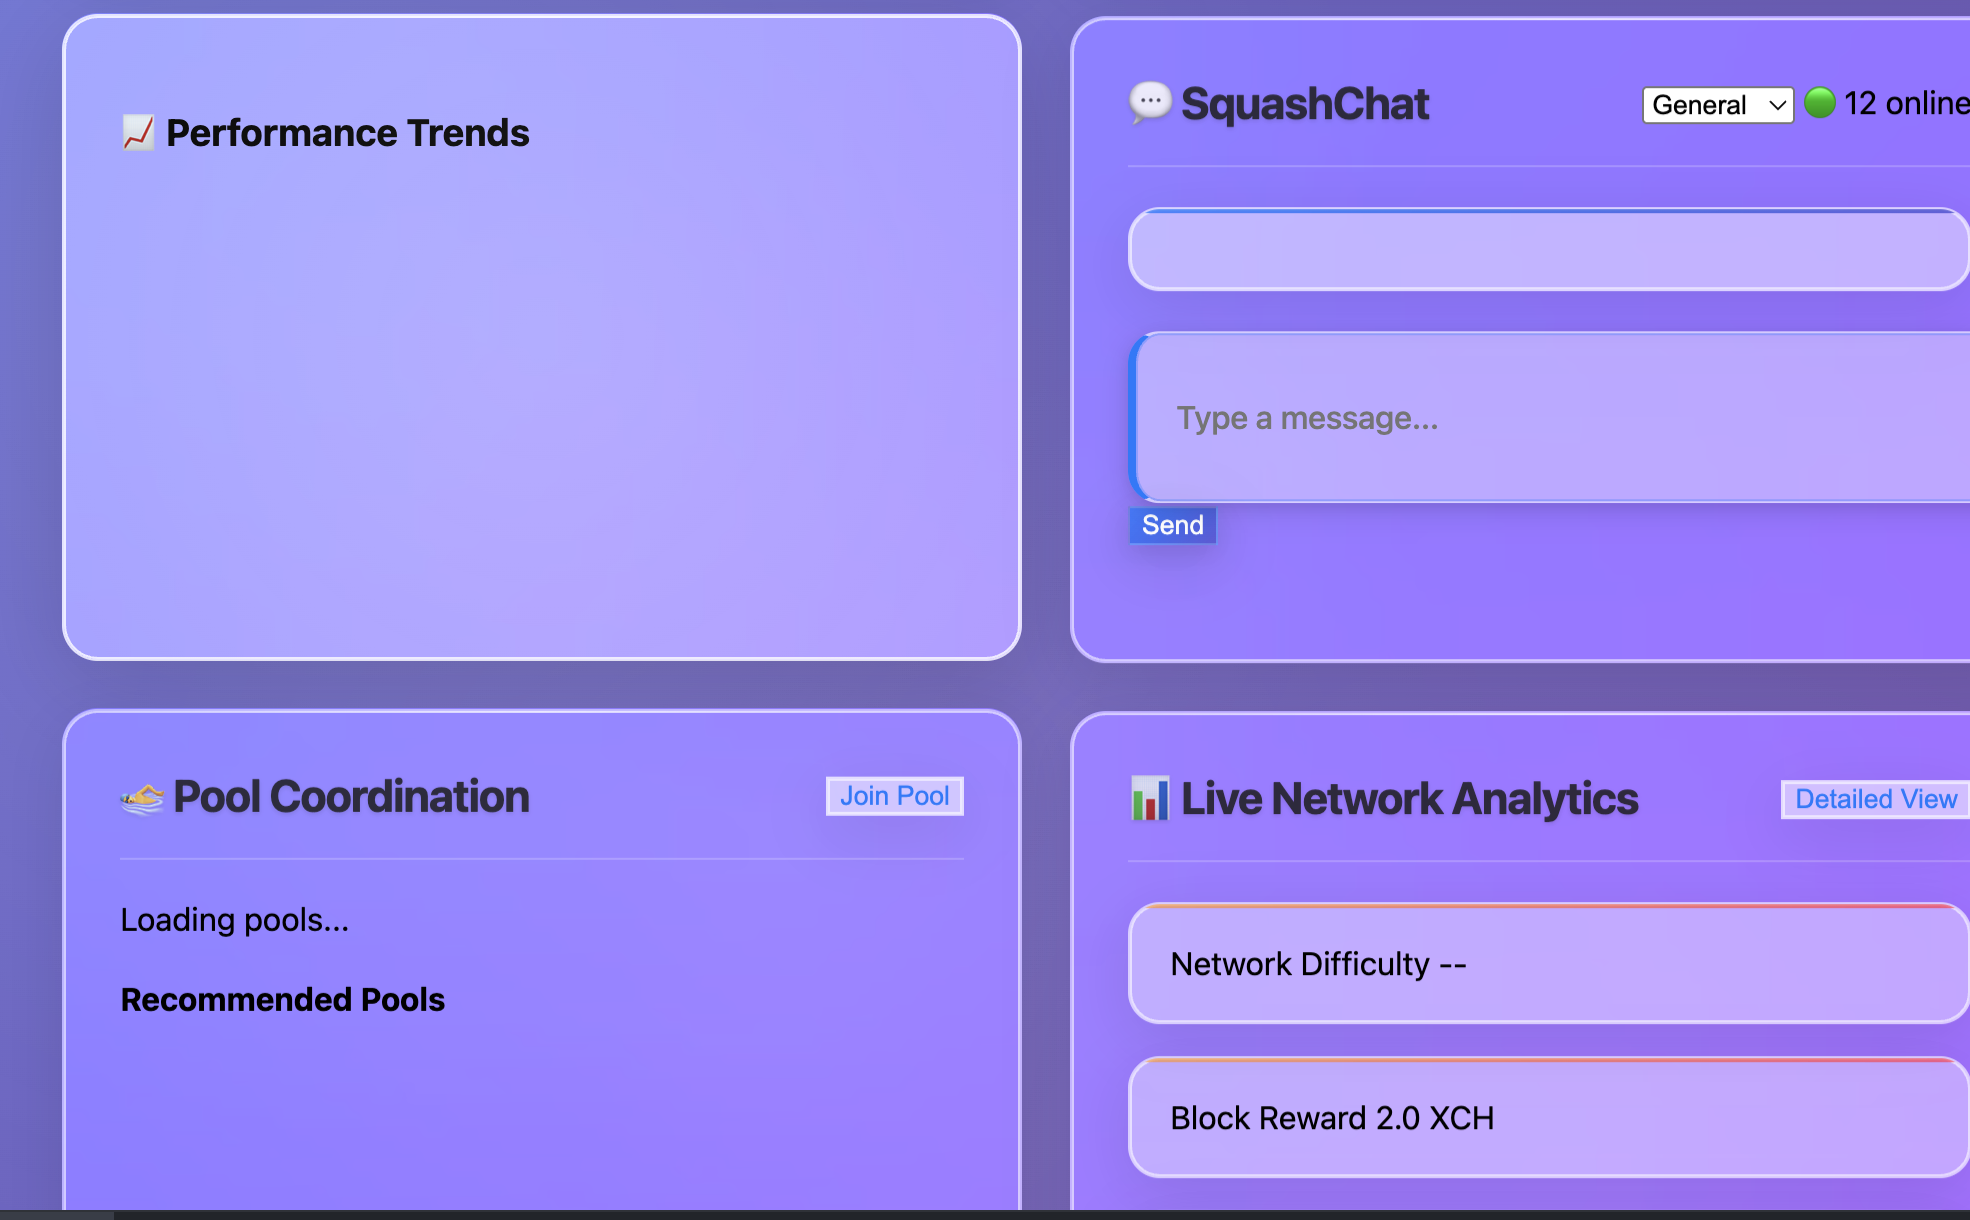 Performance Trends
SquashChat
General
12 online
Type a message...
Send
Pool Coordination
Join Pool
Loading pools...
Recommended Pools
Live Network Analytics
Detailed View
Network Difficulty --
Block Reward 2.0 XCH